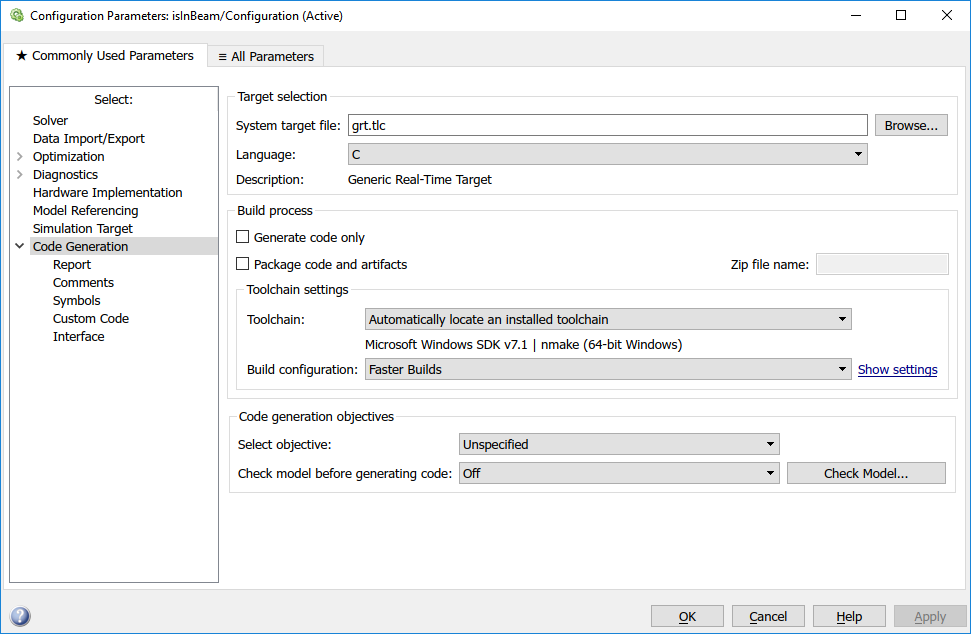 Configuration Parameters: isInBeam/Configuration (Active)
★ Commonly Used Parameters
≡ All Parameters
Select:
Solver
Data Import/Export
Optimization
Diagnostics
Hardware Implementation
Model Referencing
Simulation Target
Code Generation
Report
Comments
Symbols
Custom Code
Interface
Target selection
System target file: grt.tlc Browse...
Language: C
Description: Generic Real-Time Target
Build process
Generate code only
Package code and artifacts Zip file name:
Toolchain settings
Toolchain: Automatically locate an installed toolchain
Microsoft Windows SDK v7.1 | nmake (64-bit Windows)
Build configuration: Faster Builds Show settings
Code generation objectives
Select objective: Unspecified
Check model before generating code: Off Check Model...
? OK Cancel Help Apply